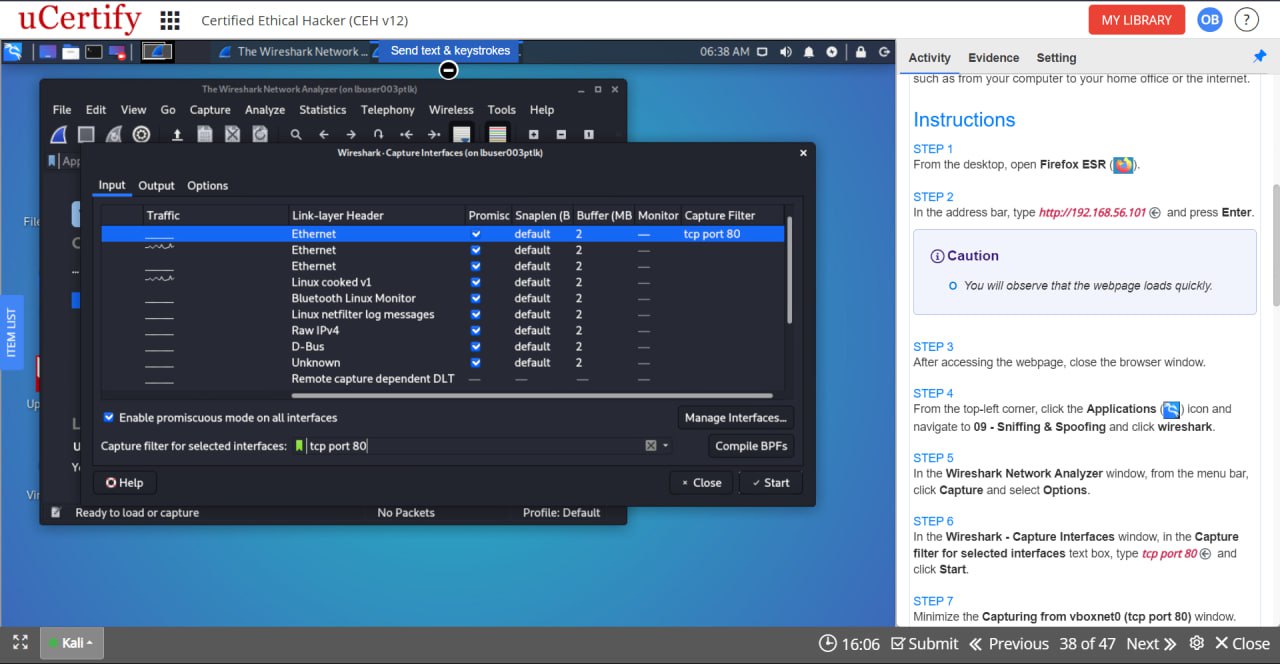 uCertify
Certified Ethical Hacker (CEH v12)
MY LIBRARY
OB
?
The Wireshark Network ...
Send text & keystrokes
06:38 AM
Activity
Evidence
Setting
The Wireshark Network Analyzer (on lbuser003ptlk)
File Edit View Go Capture Analyze Statistics Telephony Wireless Tools Help
App
Wireshark - Capture Interfaces (on lbuser003ptlk)
Input Output Options
Traffic Link-layer Header Promisc Snaplen (B Buffer (MB Monitor Capture Filter
Ethernet default 2 — tcp port 80
Ethernet default 2 —
Ethernet default 2 —
Linux cooked v1 default 2 —
Bluetooth Linux Monitor default 2 —
Linux netfilter log messages default 2 —
Raw IPv4 default 2 —
D-Bus default 2 —
Unknown default 2 —
Remote capture dependent DLT — — — —
Enable promiscuous mode on all interfaces
Manage Interfaces...
Capture filter for selected interfaces: tcp port 80
Compile BPFs
Help
Close
Start
Ready to load or capture
No Packets
Profile: Default
ITEM LIST
File
Up
Vir
such as from your computer to your home office or the internet.
Instructions
STEP 1
From the desktop, open Firefox ESR ( ).
STEP 2
In the address bar, type http://192.168.56.101 and press Enter.
Caution
You will observe that the webpage loads quickly.
STEP 3
After accessing the webpage, close the browser window.
STEP 4
From the top-left corner, click the Applications ( ) icon and
navigate to 09 - Sniffing & Spoofing and click wireshark.
STEP 5
In the Wireshark Network Analyzer window, from the menu bar,
click Capture and select Options.
STEP 6
In the Wireshark - Capture Interfaces window, in the Capture
filter for selected interfaces text box, type tcp port 80 and
click Start.
STEP 7
Minimize the Capturing from vboxnet0 (tcp port 80) window.
Kali
16:06
Submit
Previous
38 of 47
Next
Close